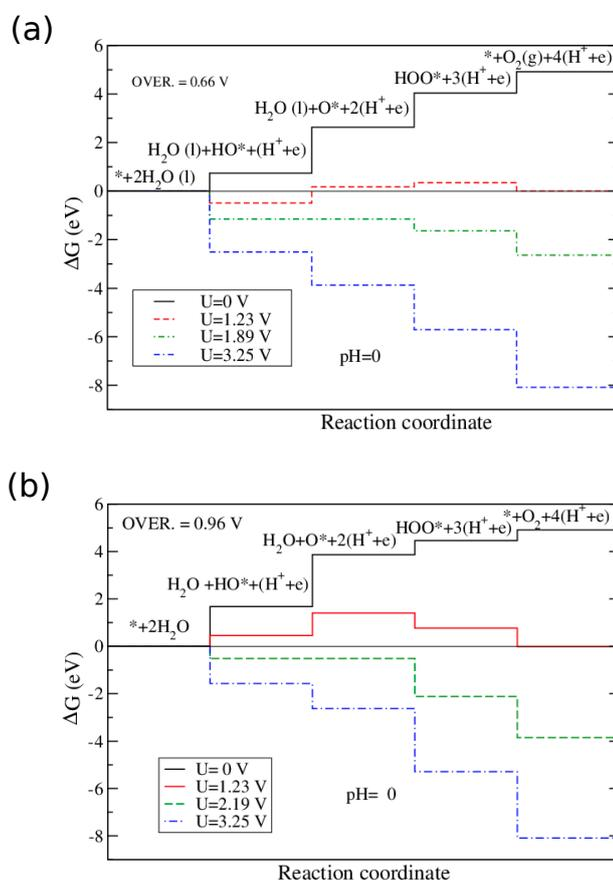 (a)
6
4
2
0
-2
-4
-6
-8
ΔG (eV)
OVER. = 0.66 V
*+2H₂O (l)
H₂O (l)+HO*+(H⁺+e)
H₂O (l)+O*+2(H⁺+e)
HOO*+3(H⁺+e)
*+O₂(g)+4(H⁺+e)
U=0 V
U=1.23 V
U=1.89 V
U=3.25 V
pH=0
Reaction coordinate
(b)
6
4
2
0
-2
-4
-6
-8
ΔG (eV)
OVER. = 0.96 V
*+2H₂O
H₂O +HO*+(H⁺+e)
H₂O+O*+2(H⁺+e)
HOO*+3(H⁺+e)
*+O₂+4(H⁺+e)
U= 0 V
U=1.23 V
U=2.19 V
U=3.25 V
pH= 0
Reaction coordinate